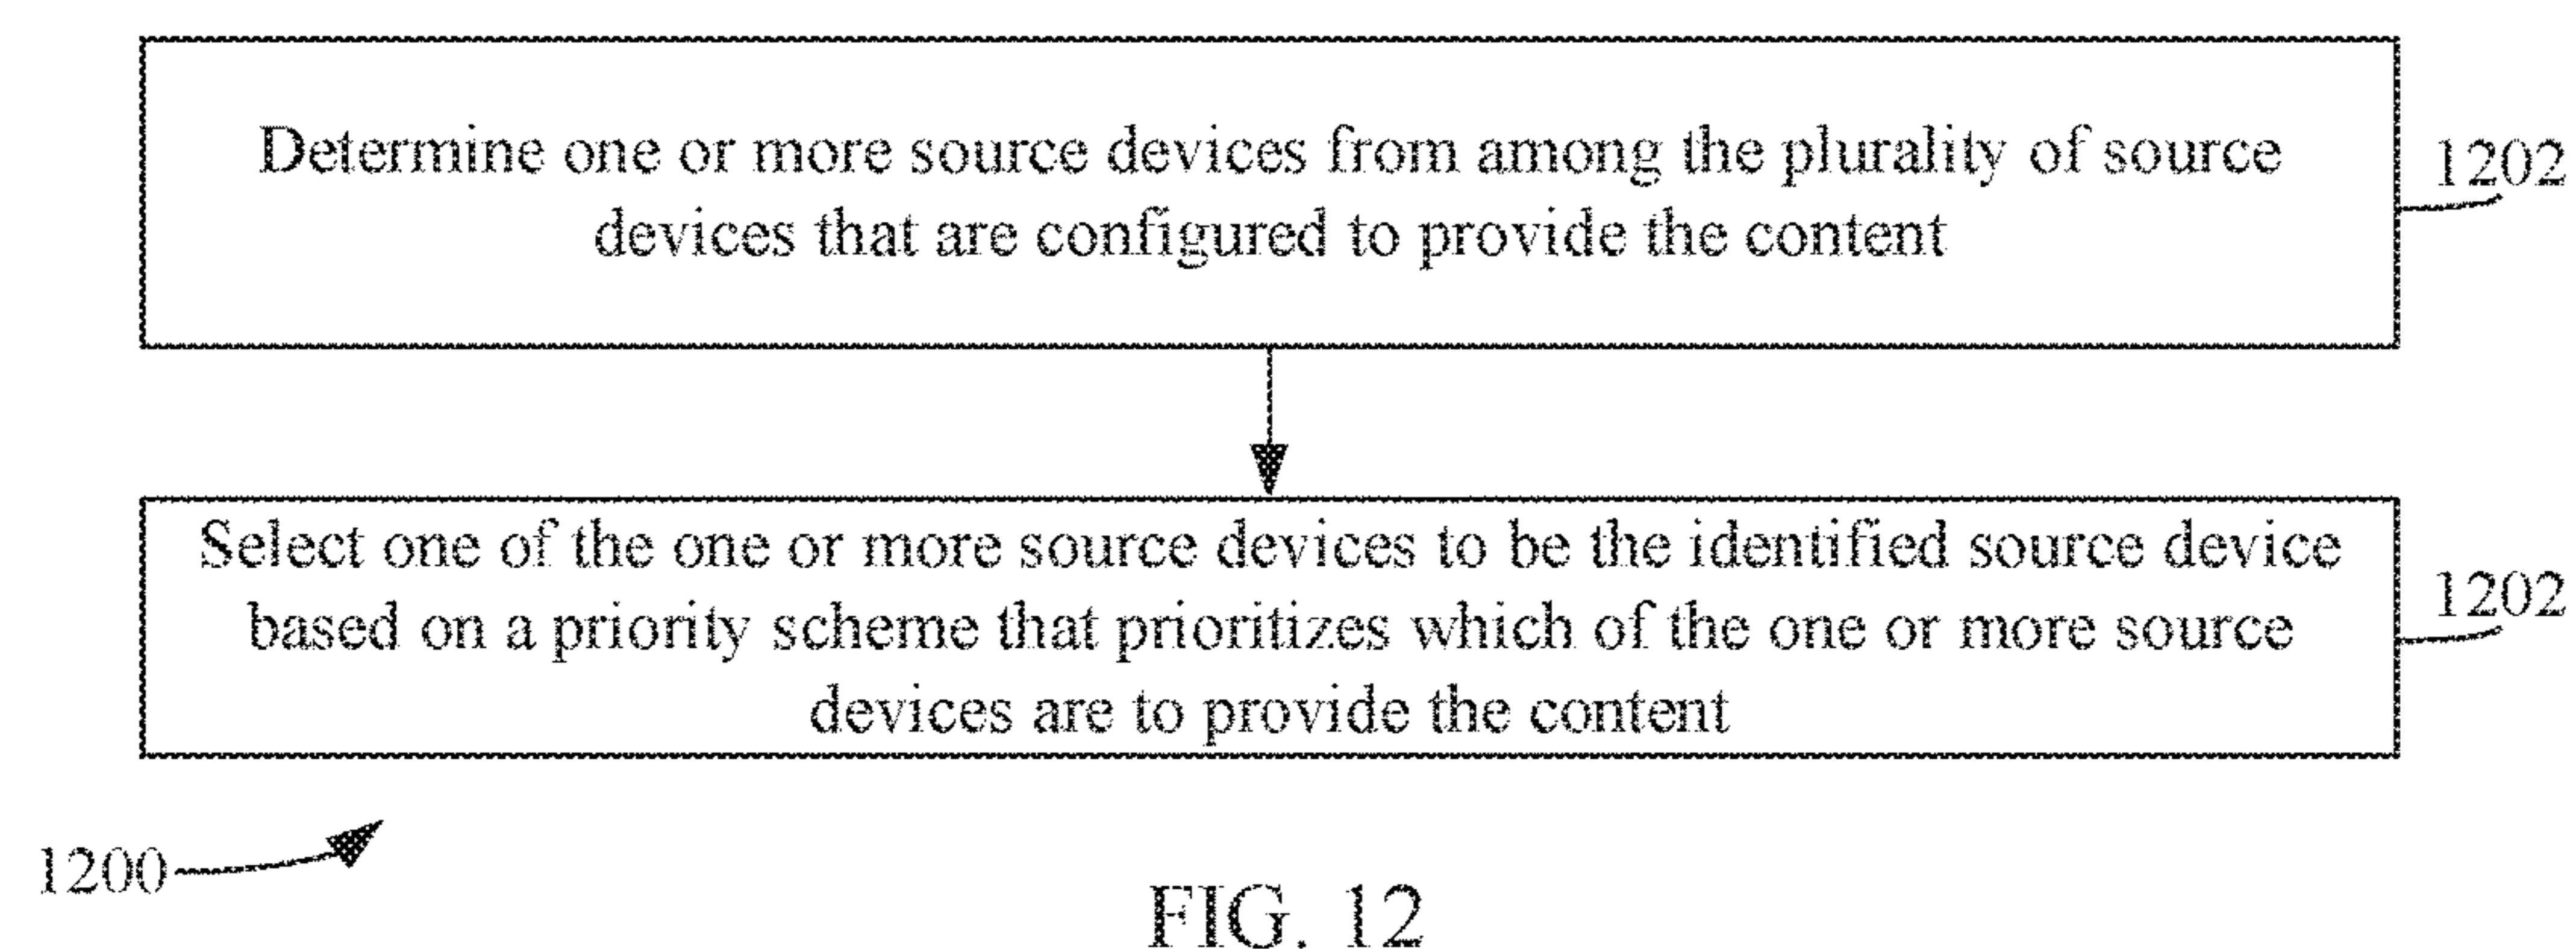 Determine one or more source devices from among the plurality of source
devices that are configured to provide the content
1202
Select one of the one or more source devices to be the identified source device
based on a priority scheme that prioritizes which of the one or more source
devices are to provide the content
1202
1200
FIG. 12